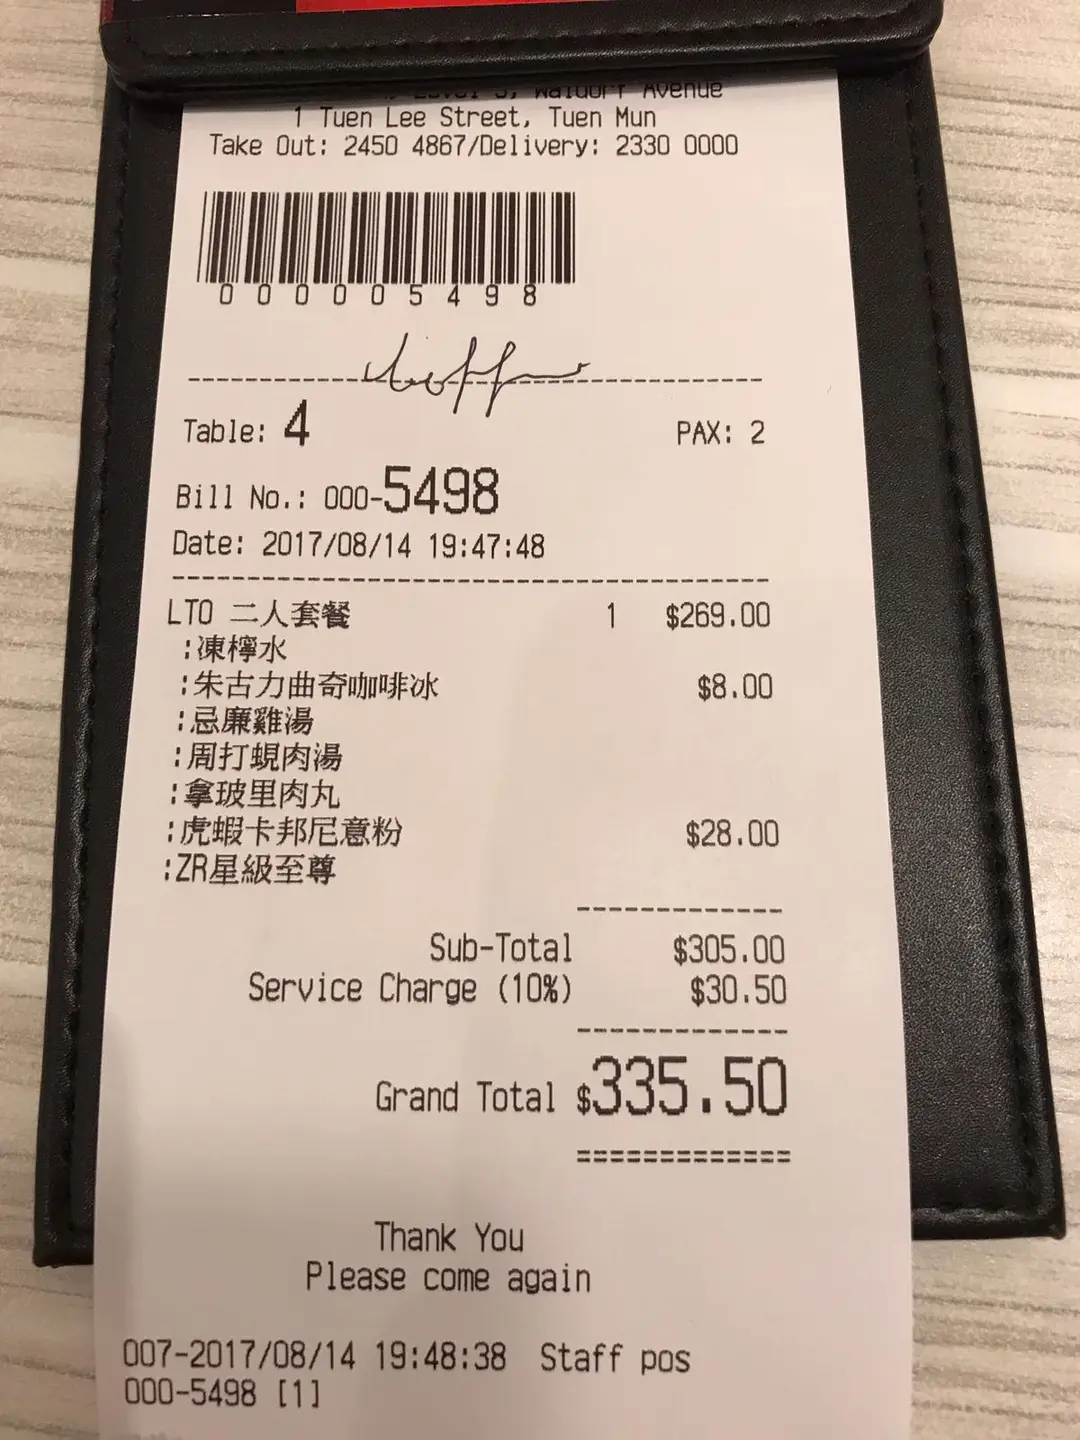 Waldorf Avenue
1 Tuen Lee Street, Tuen Mun
Take Out: 2450 4867/Delivery: 2330 0000
000005498
Table: 4 PAX: 2
Bill No.: 000-5498
Date: 2017/08/14 19:47:48
LTO 二人套餐 1 $269.00
:凍檸水
:朱古力曲奇咖啡冰 $8.00
:忌廉雞湯
:周打蜆肉湯
:拿玻里肉丸
:虎蝦卡邦尼意粉 $28.00
:ZR星級至尊
Sub-Total $305.00
Service Charge (10%) $30.50
Grand Total $335.50
Thank You
Please come again
007-2017/08/14 19:48:38 Staff pos
000-5498 [1]